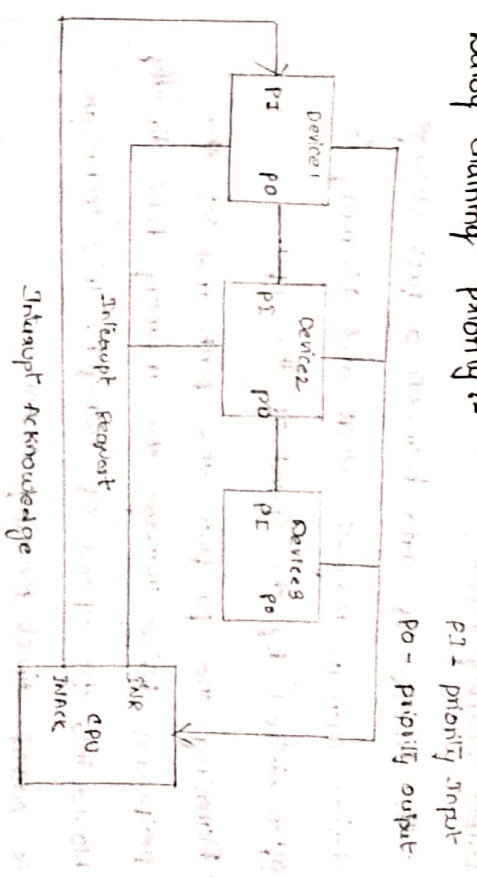 Daisy chaining priority :-
PI - priority Input
PO - priority output.
Device1
PI PO
Device2
PI PO
Device3
PI PO
Interrupt Request
Interrupt Acknowledge
INR
CPU
INACK